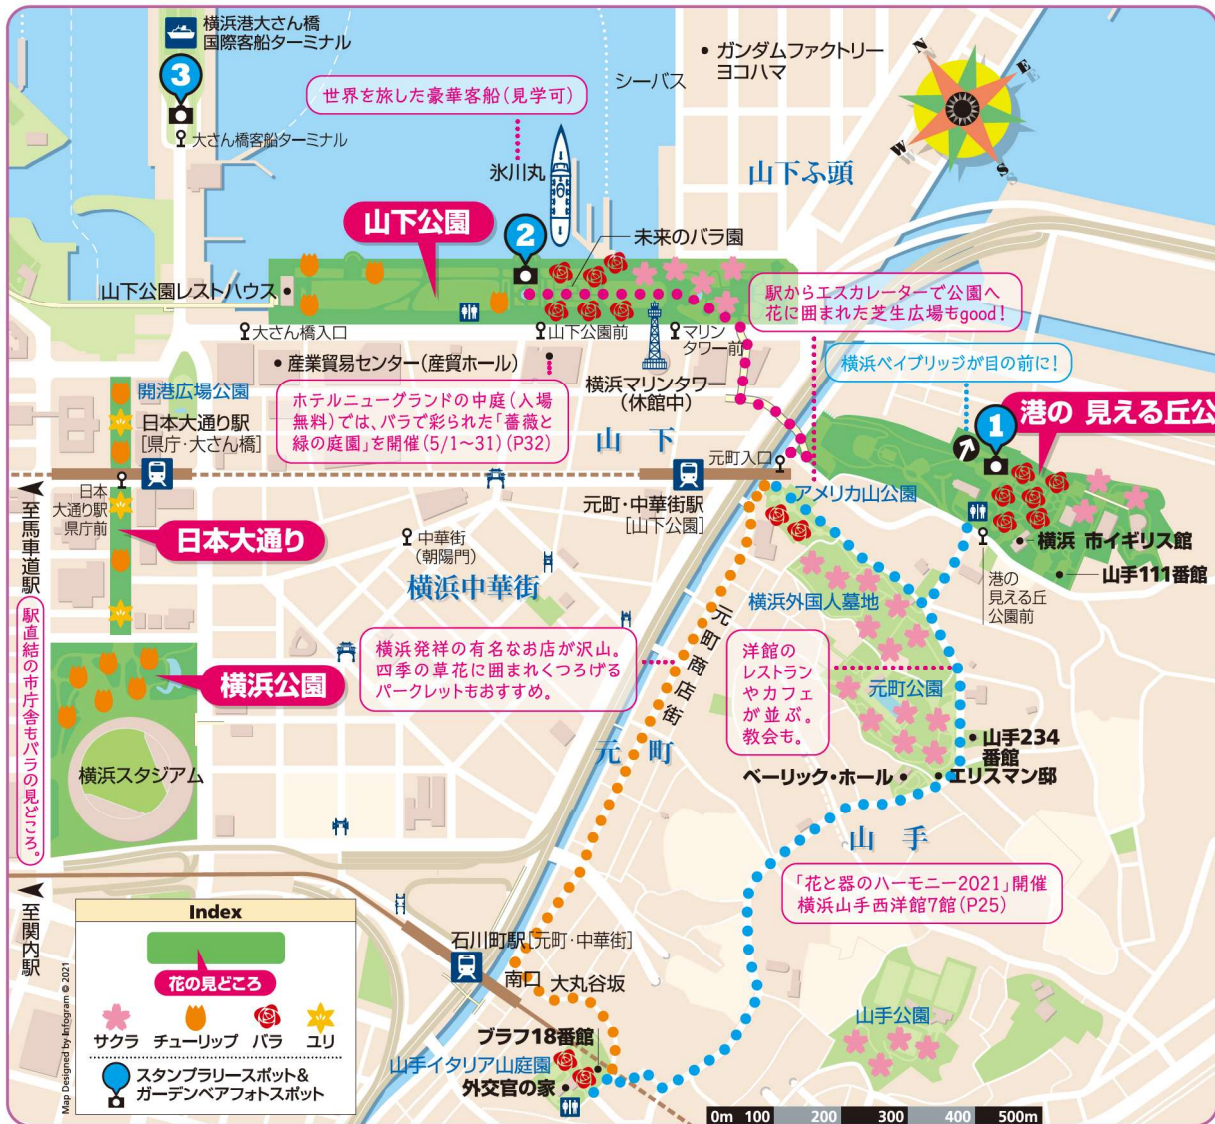 横浜港大さん橋
国際客船ターミナル
3
大さん橋客船ターミナル
世界を旅した豪華客船(見学可)
氷川丸
シーバス
ガンダムファクトリー
ヨコハマ
N
E
W
S
山下ふ頭
山下公園
2
未来のバラ園
山下公園レストハウス
大さん橋入口
山下公園前
マリン
タワー前
駅からエスカレーターで公園へ
花に囲まれた芝生広場もgood!
産業貿易センター(産貿ホール)
横浜マリンタワー
(休館中)
横浜ベイブリッジが目の前に!
開港広場公園
日本大通り駅
[県庁・大さん橋]
ホテルニューグランドの中庭(入場
無料)では、バラで彩られた「薔薇と
緑の庭園」を開催(5/1~31)(P32)
山下
1
港の 見える丘公
元町入口
至馬車道駅
日本
大通り駅
県庁前
元町・中華街駅
[山下公園]
アメリカ山公園
日本大通り
中華街
(朝陽門)
横浜中華街
横浜 市イギリス館
山手111番館
港の
見える丘
公園前
横浜外国人墓地
駅直結の市庁舎もバラの見どころ。
横浜公園
横浜発祥の有名なお店が沢山。
四季の草花に囲まれくつろげる
パークレットもおすすめ。
元町商店街
洋館の
レストラン
やカフェ
が並ぶ。
教会も。
元町公園
横浜スタジアム
元町
山手234
番館
ベーリック・ホール
エリスマン邸
山手
「花と器のハーモニー2021」開催
横浜山手西洋館7館(P25)
至関内駅
Index
花の見どころ
サクラ チューリップ バラ ユリ
スタンプラリースポット&
ガーデンベアフォトスポット
Map Designed by Infogram © 2021
石川町駅[元町・中華街]
南口
大丸谷坂
ブラフ18番館
山手イタリア山庭園
外交官の家
山手公園
0m 100 200 300 400 500m